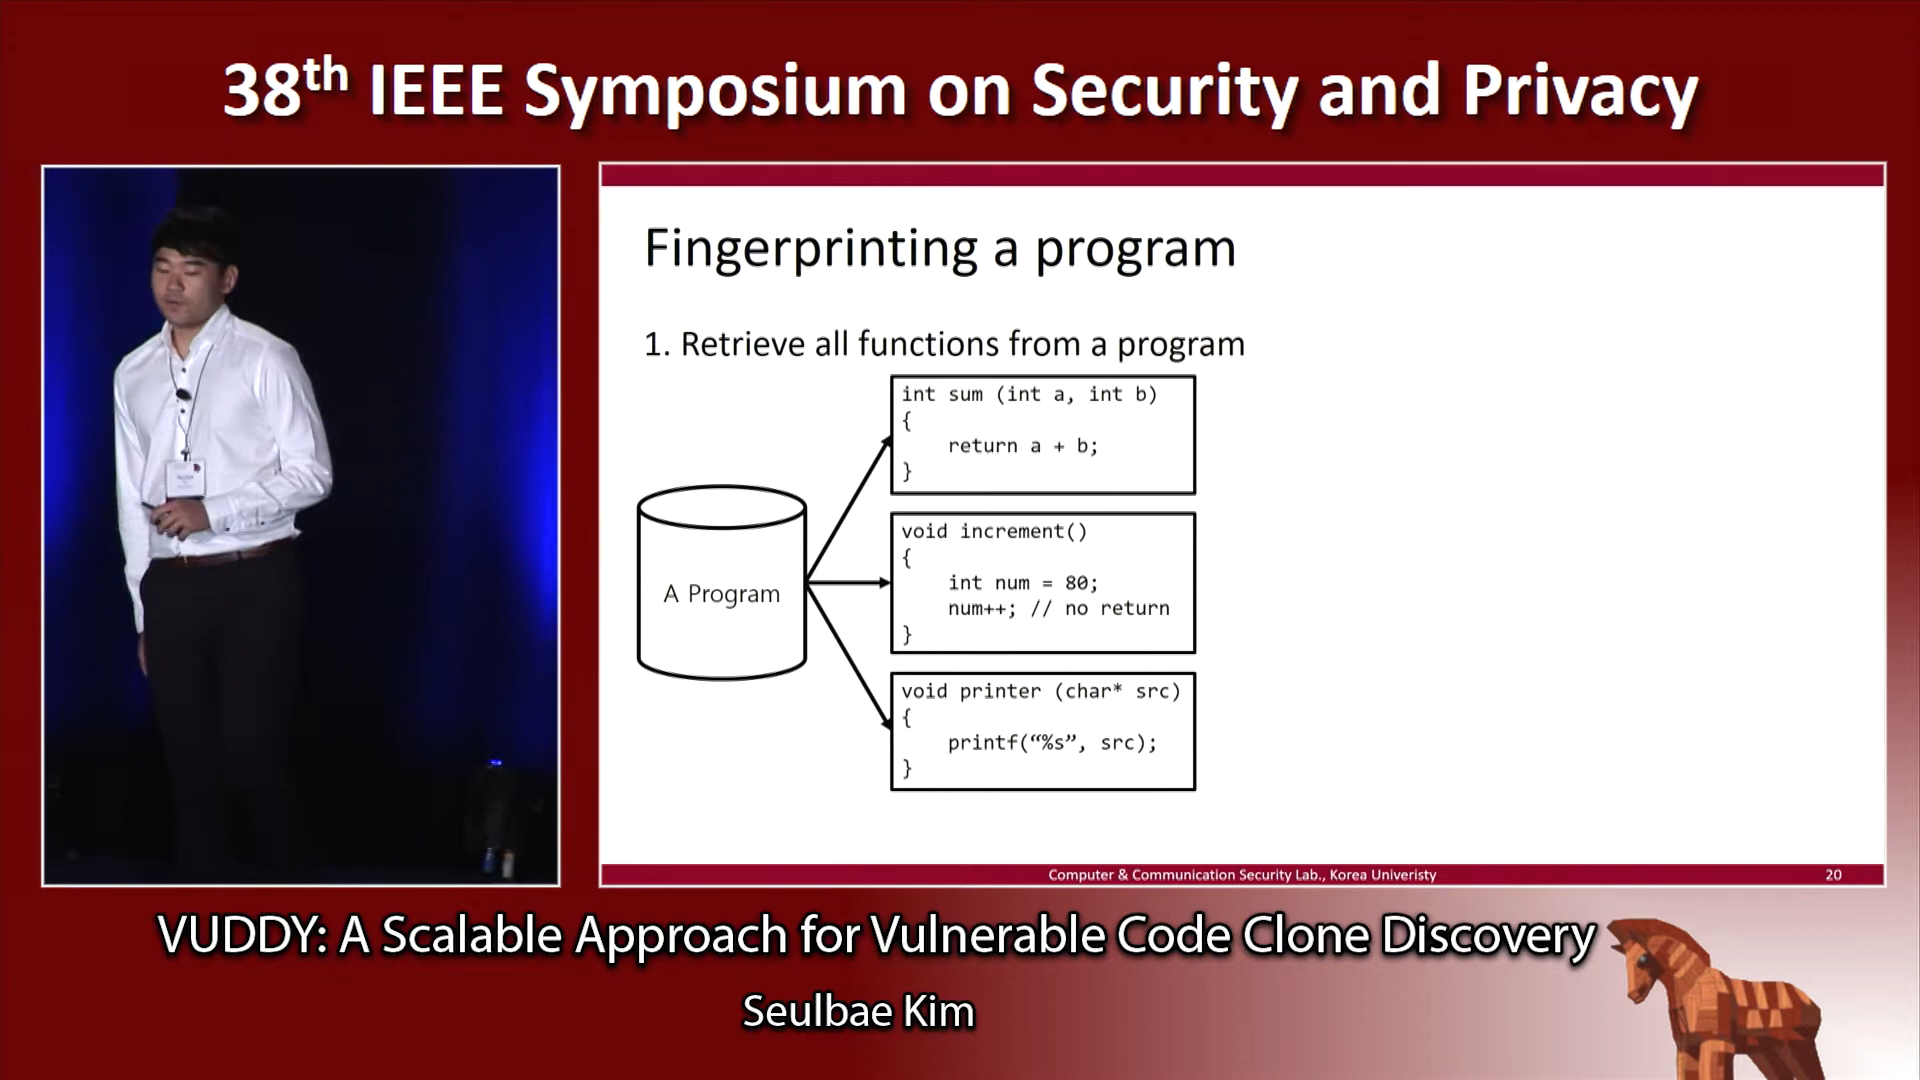 38th IEEE Symposium on Security and Privacy
Fingerprinting a program
1. Retrieve all functions from a program
int sum (int a, int b)
{
return a + b;
}
A Program
void increment()
{
int num = 80;
num++; // no return
}
void printer (char* src)
{
printf(“%s”, src);
}
Computer & Communication Security Lab., Korea Univeristy
20
VUDDY: A Scalable Approach for Vulnerable Code Clone Discovery
Seulbae Kim